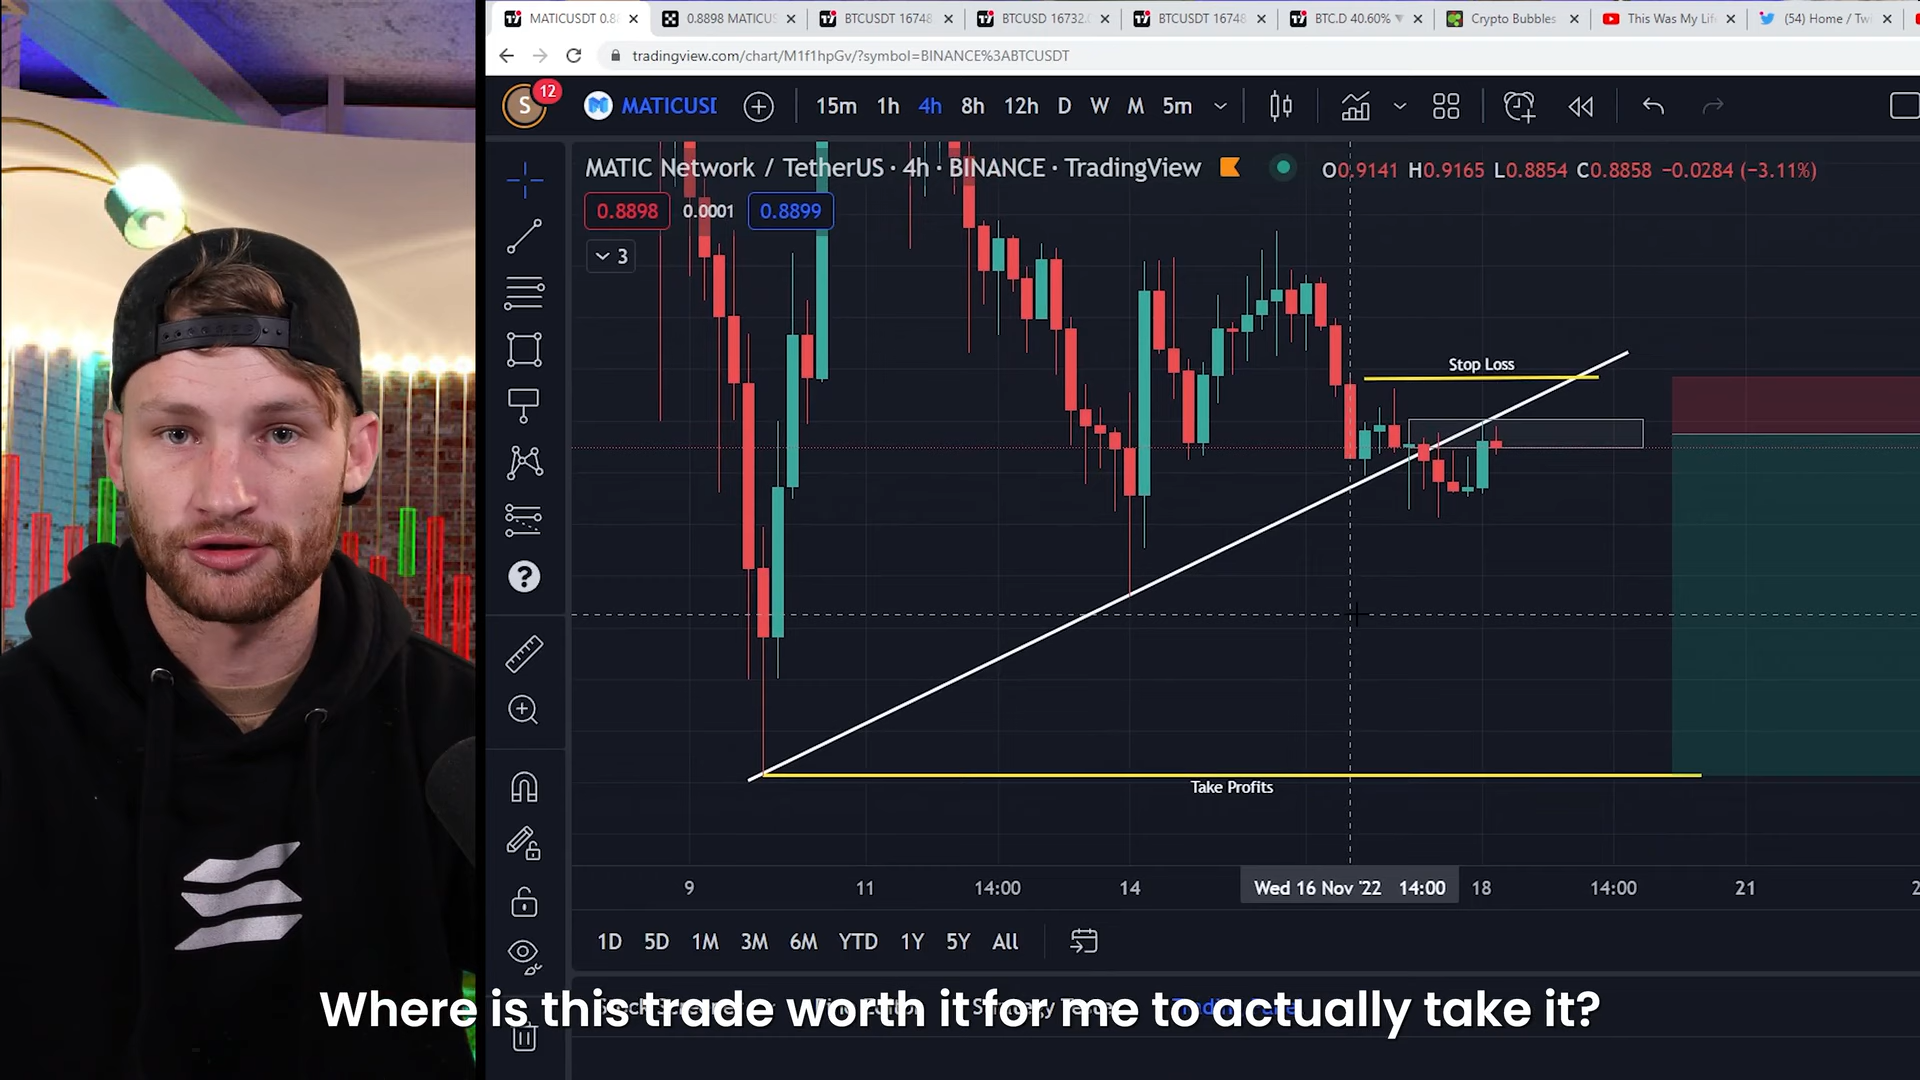 MATICUSDT 0.8
0.8898 MATICUS
BTCUSDT 16748
BTCUSD 16732.
BTCUSDT 16748
BTC.D 40.60% ▼
Crypto Bubbles
This Was My Li
(54) Home / Tw
tradingview.com/chart/M1f1hpGv/?symbol=BINANCE%3ABTCUSDT
S
12
MATICUSI
15m 1h 4h 8h 12h D W M 5m
MATIC Network / TetherUS · 4h · BINANCE · TradingView
O0.9141 H0.9165 L0.8854 C0.8858 −0.0284 (−3.11%)
0.8898 0.0001 0.8899
3
Stop Loss
Take Profits
9 11 14:00 14 Wed 16 Nov '22 14:00 18 14:00 21 2
1D 5D 1M 3M 6M YTD 1Y 5Y All
Where is this trade worth it for me to actually take it?